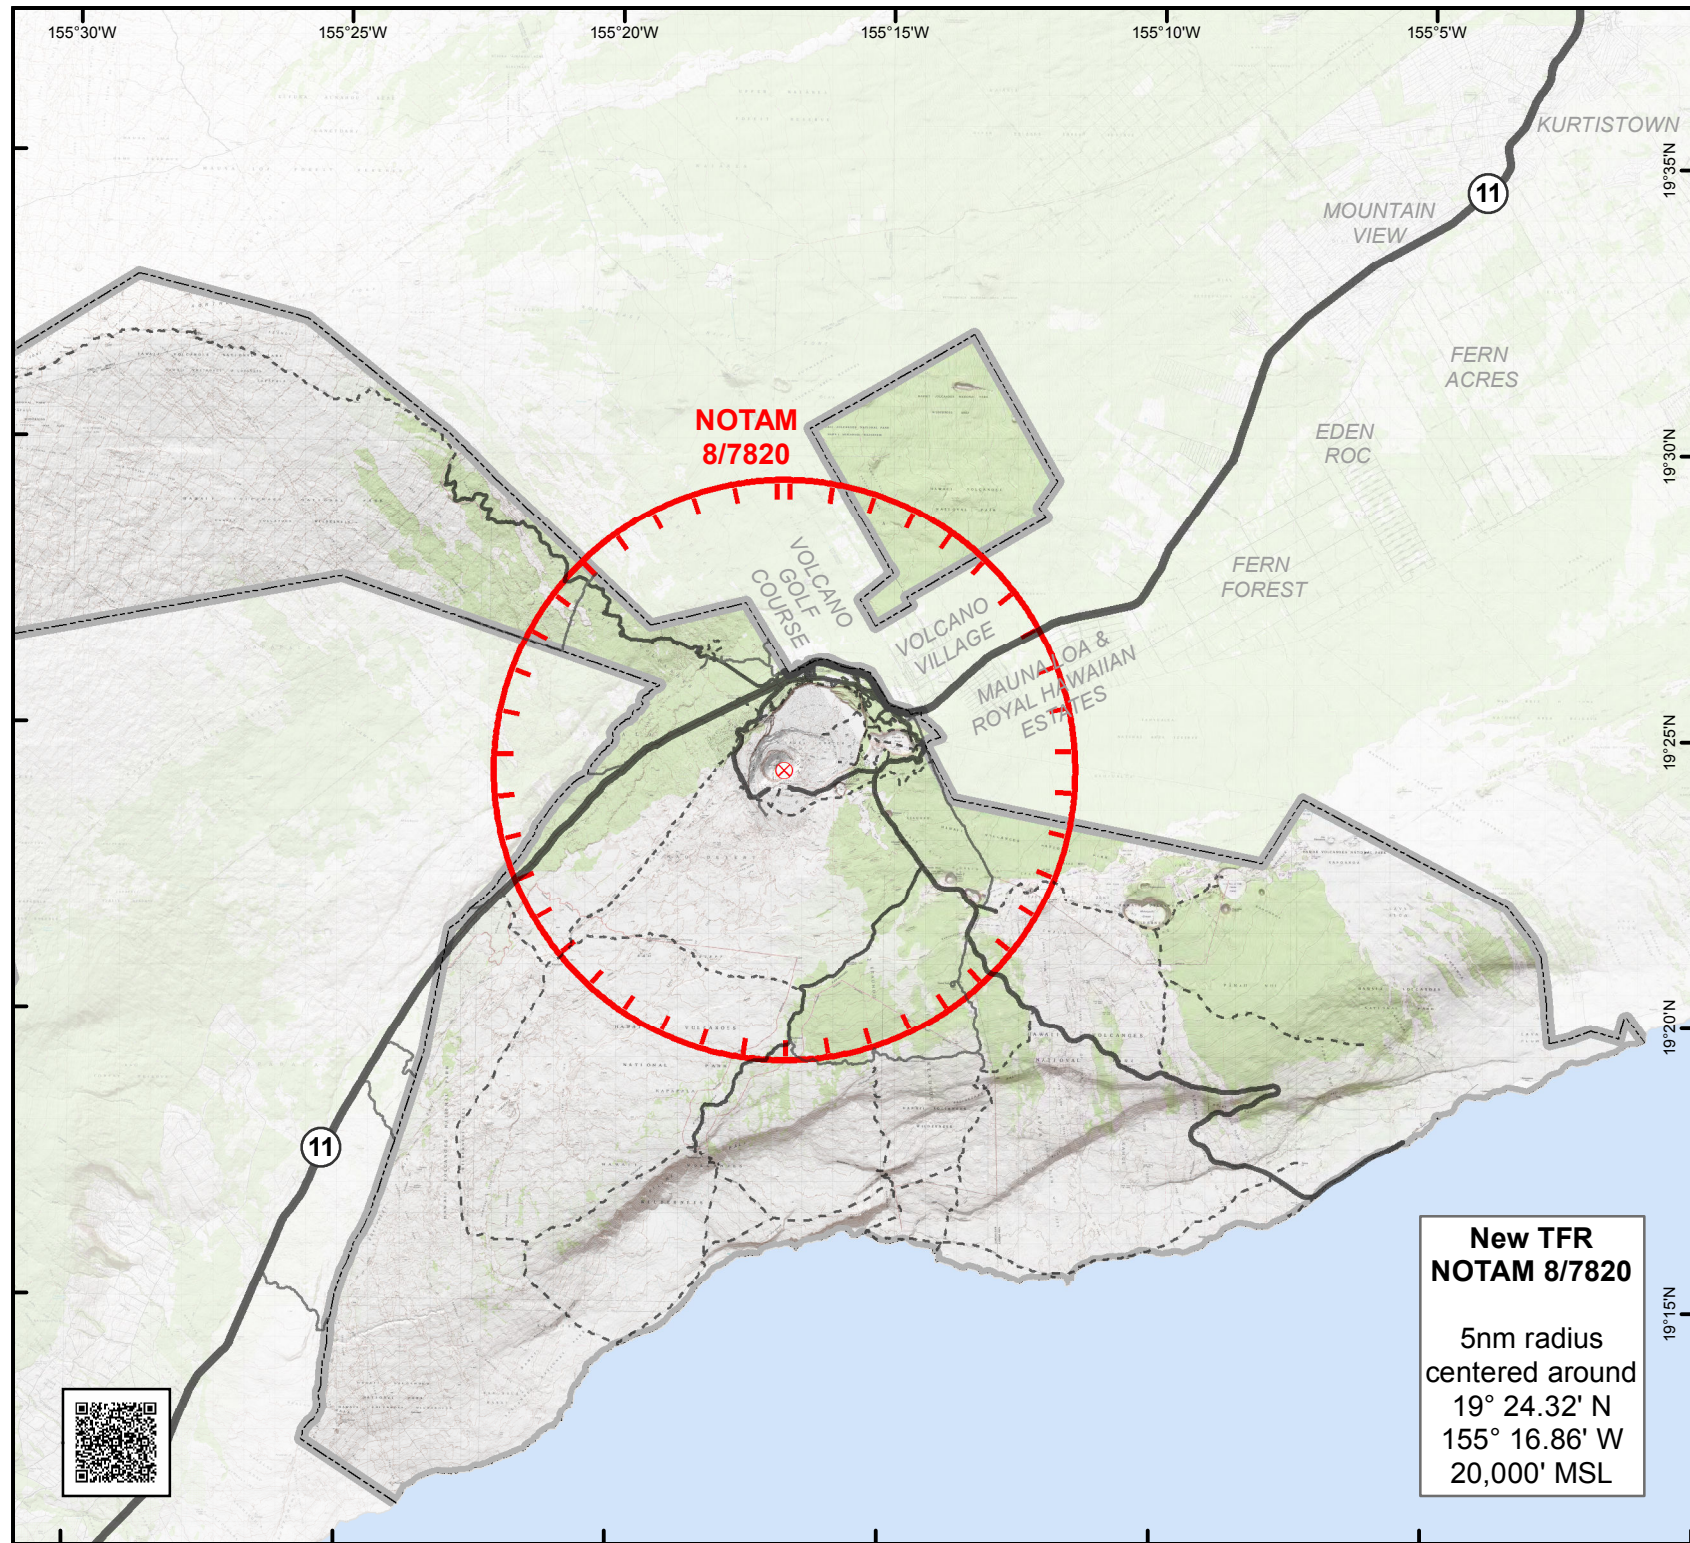 155°30'W
155°25'W
155°20'W
155°15'W
155°10'W
155°5'W
KURTISTOWN
19°35'N
11
MOUNTAIN
VIEW
FERN
ACRES
NOTAM
8/7820
EDEN
ROC
19°30'N
VOLCANO
GOLF
COURSE
FERN
FOREST
VOLCANO
VILLAGE
MAUNA LOA &
ROYAL HAWAIIAN
ESTATES
19°25'N
19°20'N
11
19°15'N
New TFR
NOTAM 8/7820
5nm radius
centered around
19° 24.32' N
155° 16.86' W
20,000' MSL